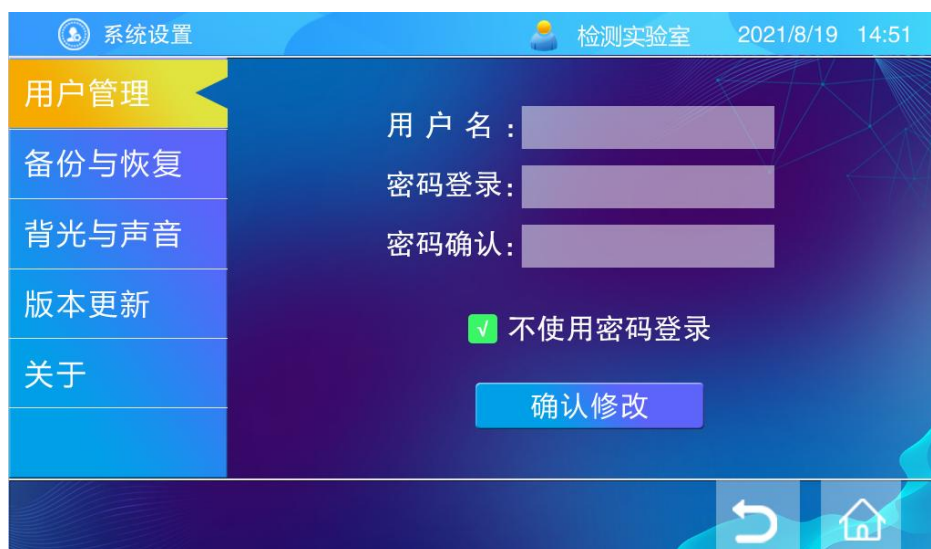 系统设置
检测实验室 2021/8/19 14:51
用户管理
备份与恢复
背光与声音
版本更新
关于
用户名:
密码登录:
密码确认:
√ 不使用密码登录
确认修改